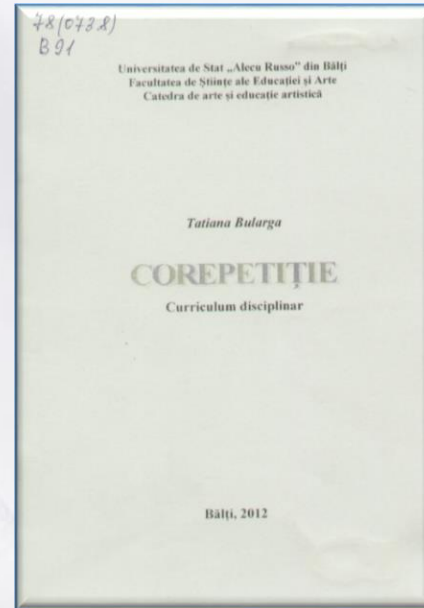 78(073.8)
B91
Universitatea de Stat „Alecu Russo” din Bălți
Facultatea de Științe ale Educației și Arte
Catedra de arte și educație artistică
Tatiana Bularga
COREPETIȚIE
Curriculum disciplinar
Bălți, 2012